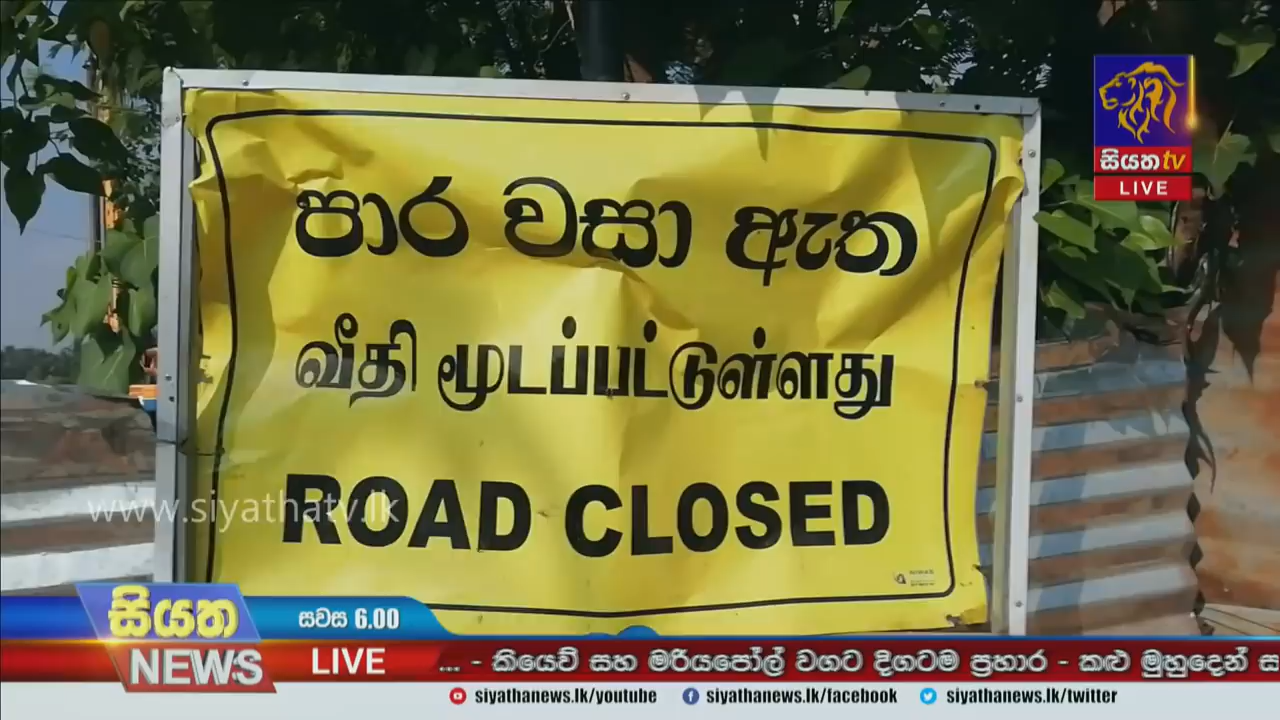 සියත tv
LIVE
පාර වසා ඇත
வீதி மூடப்பட்டுள்ளது
ROAD CLOSED
www.siyathatv.lk
සියත
NEWS
සවස 6.00
LIVE
... - කියෙව් සහ මරියපෝල් වගට දිගටම ප්‍රහාර - කළු මුහුදෙන් ස
siyathanews.lk/youtube
siyathanews.lk/facebook
siyathanews.lk/twitter